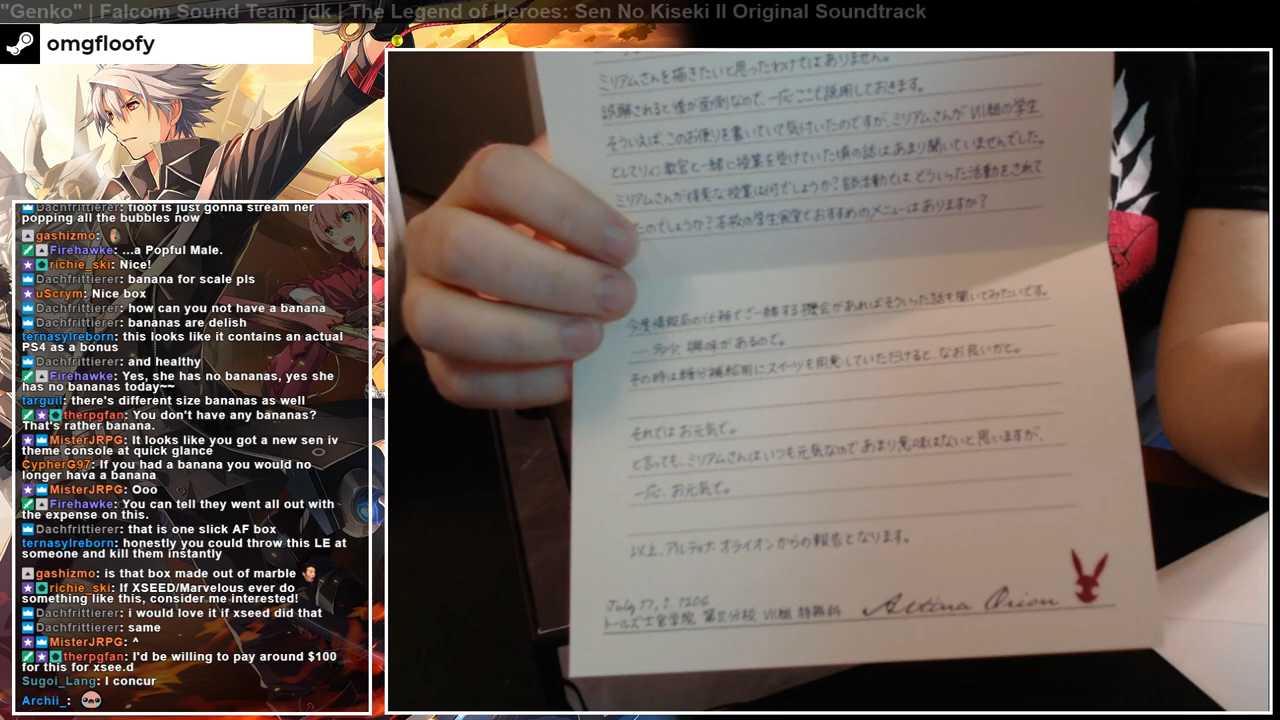 "Genko" | Falcom Sound Team jdk | The Legend of Heroes: Sen No Kiseki II Original Soundtrack
omgfloofy
Dachfrittierer: floof is just gonna stream her
popping all the bubbles now
gashizmo:
Firehawke: ...a Popful Male.
richie_ski: Nice!
Dachfrittierer: banana for scale pls
uScrym: Nice box
Dachfrittierer: how can you not have a banana
Dachfrittierer: bananas are delish
ternasylreborn: this looks like it contains an actual
PS4 as a bonus
Dachfrittierer: and healthy
Firehawke: Yes, she has no bananas, yes she
has no bananas today~~
targuil: there's different size bananas as well
therpgfan: You don't have any bananas?
That's rather banana.
MisterJRPG: It looks like you got a new sen iv
theme console at quick glance
CypherG97: If you had a banana you would no
longer hava a banana
MisterJRPG: Ooo
Firehawke: You can tell they went all out with
the expense on this.
Dachfrittierer: that is one slick AF box
ternasylreborn: honestly you could throw this LE at
someone and kill them instantly
gashizmo: is that box made out of marble
richie_ski: If XSEED/Marvelous ever do
something like this, consider me interested!
Dachfrittierer: i would love it if xseed did that
Dachfrittierer: same
MisterJRPG: ^
therpgfan: I'd be willing to pay around $100
for this for xsee.d
Sugoi_Lang: I concur
Archii_:
ミリアムさんを描きたいと思ったわけではありません。
誤解されると後が面倒なので、一応ここで説明しておきます。
そういえば、このお便りを書いていて気付いたのですが、ミリアムさんがⅦ組の学生
としてリィン教官と一緒に授業を受けていた頃の話はあまり聞いていませんでした。
ミリアムさんが得意な授業は何でしょうか？部活動では どういった活動をされて
たのでしょうか？本校の学生食堂でおすすめのメニューはありますか？
今度情報局の任務でご一緒する機会があればそういった話も聞いてみたいです。
……多少、興味があるので。
その時は糖分補給用にスイーツも用意していただけると、なお良いかと。
それではお元気で。
と言っても、ミリアムさんはいつも元気なので あまり意味はないと思いますが、
一応、お元気で。
以上、アルティナ・オライオンからの報告となります。
July 17, S.1206
トールズ士官学院 第Ⅱ分校 Ⅶ組 特務科
Altina Orion